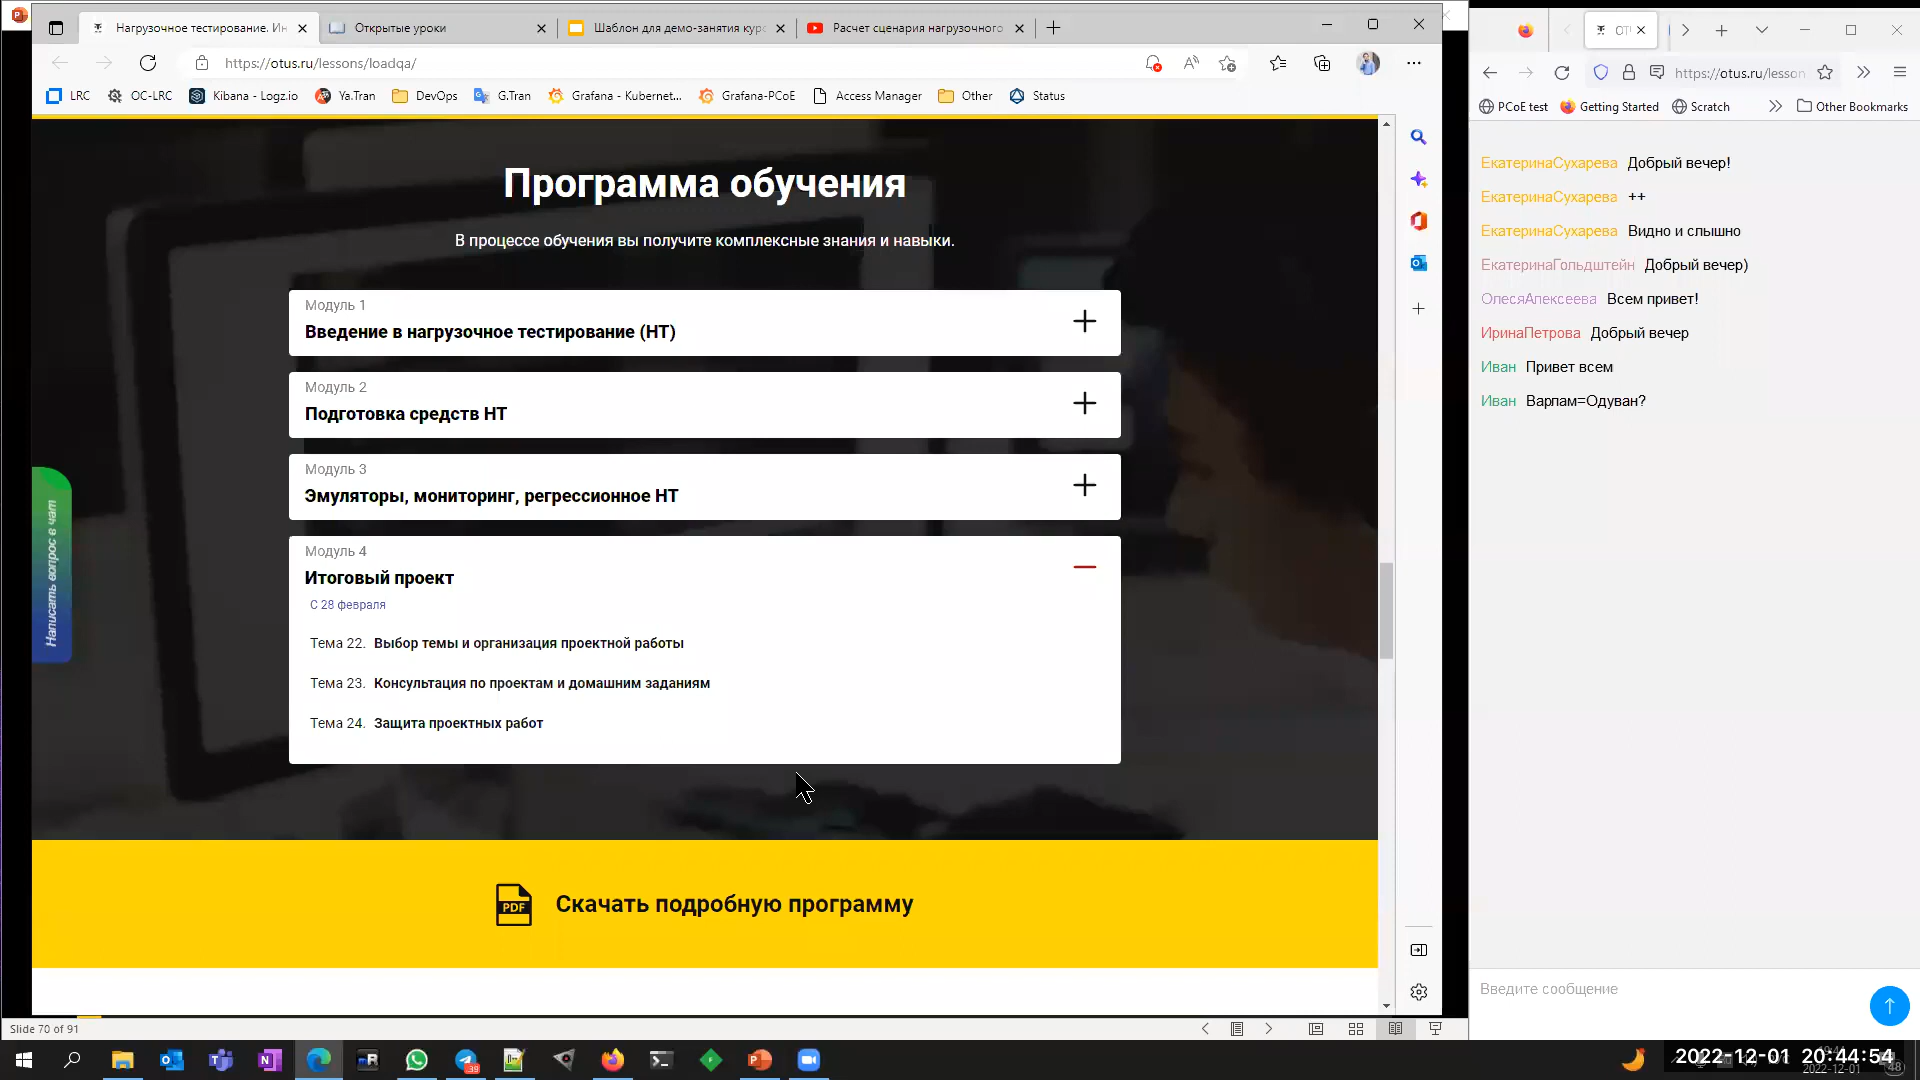 Нагрузочное тестирование. Ин
Открытые уроки
Шаблон для демо-занятия курс
Расчет сценария нагрузочного
https://otus.ru/lessons/loadqa/
LRC
OC-LRC
Kibana - Logz.io
Ya.Tran
DevOps
G.Tran
Grafana - Kubernet...
Grafana-PCoE
Access Manager
Other
Status
Программа обучения
В процессе обучения вы получите комплексные знания и навыки.
Модуль 1
Введение в нагрузочное тестирование (НТ)
Модуль 2
Подготовка средств НТ
Модуль 3
Эмуляторы, мониторинг, регрессионное НТ
Модуль 4
Итоговый проект
С 28 февраля
Тема 22. Выбор темы и организация проектной работы
Тема 23. Консультация по проектам и домашним заданиям
Тема 24. Защита проектных работ
Написать вопрос в чат
PDF
Скачать подробную программу
https://otus.ru/lesson
PCoE test
Getting Started
Scratch
Other Bookmarks
ЕкатеринаСухарева Добрый вечер!
ЕкатеринаСухарева ++
ЕкатеринаСухарева Видно и слышно
ЕкатеринаГольдштейн Добрый вечер)
ОлесяАлексеева Всем привет!
ИринаПетрова Добрый вечер
Иван Привет всем
Иван Варлам=Одуван?
Введите сообщение
Slide 70 of 91
2022-12-01 20:44:54
2022-12-01